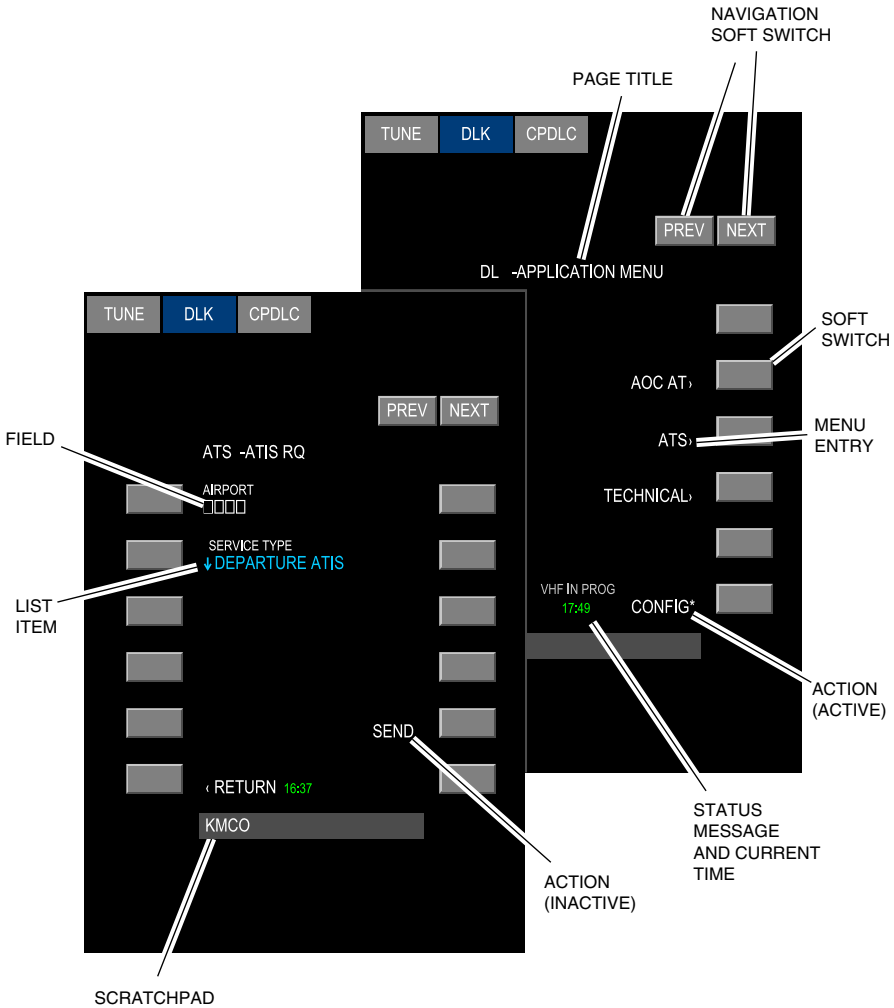 NAVIGATION
SOFT SWITCH
PAGE TITLE
TUNE DLK CPDLC
PREV NEXT
DL -APPLICATION MENU
SOFT
SWITCH
AOC AT›
MENU
ENTRY
ATS›
TECHNICAL›
VHF IN PROG
17:49 CONFIG*
ACTION
(ACTIVE)
STATUS
MESSAGE
AND CURRENT
TIME
TUNE DLK CPDLC
PREV NEXT
FIELD
ATS -ATIS RQ
AIRPORT
□□□□
SERVICE TYPE
↓DEPARTURE ATIS
LIST
ITEM
SEND
‹ RETURN 16:37
KMCO
ACTION
(INACTIVE)
SCRATCHPAD